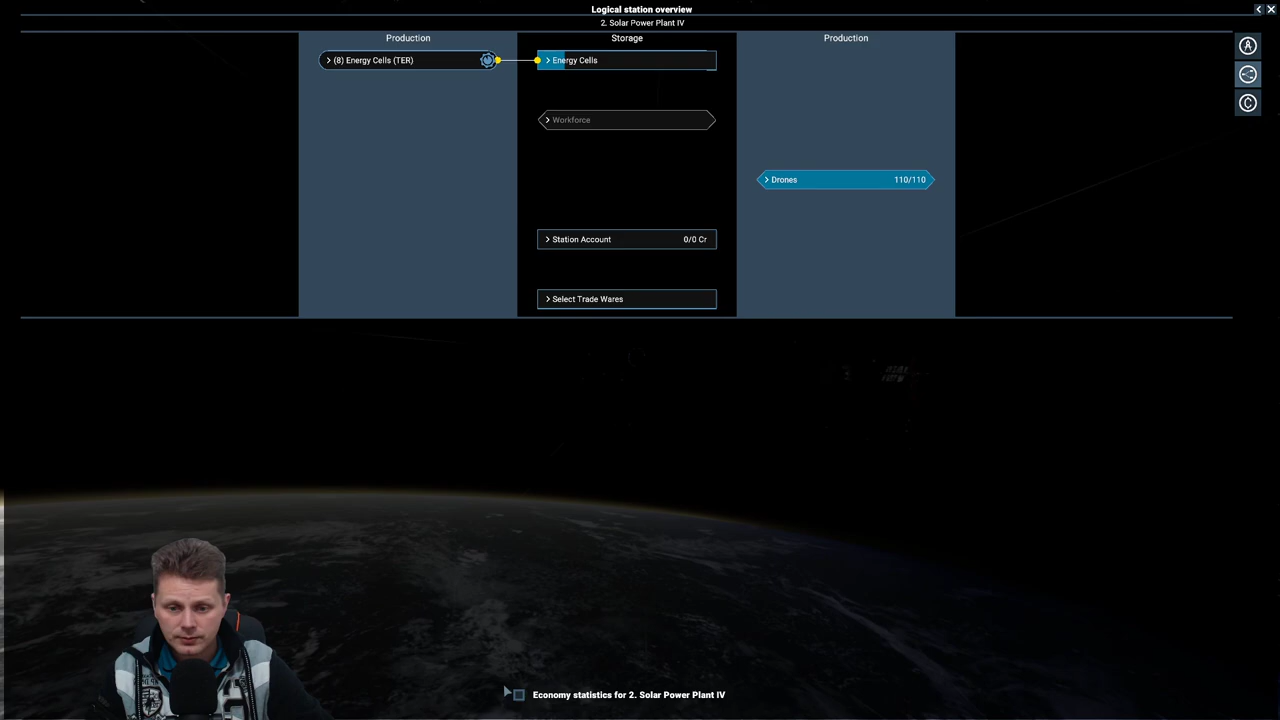 Logical station overview
2. Solar Power Plant IV
Production
Storage
Production
(8) Energy Cells (TER)
Energy Cells
Workforce
Drones 110/110
Station Account 0/0 Cr
Select Trade Wares
Economy statistics for 2. Solar Power Plant IV